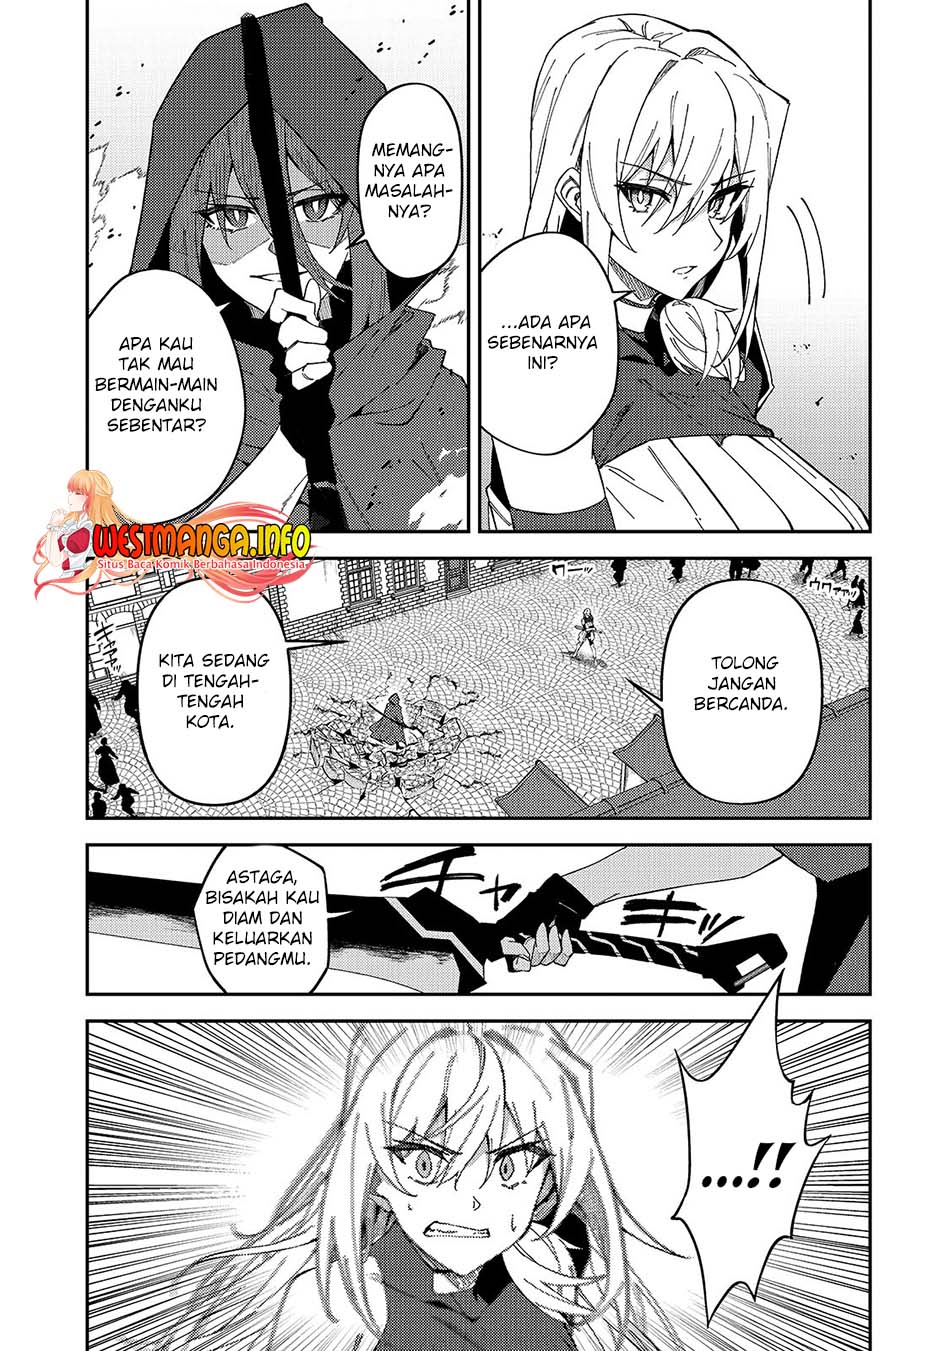 ...ADA APA
SEBENARNYA
INI?
MEMANG-
NYA APA
MASALAH-
NYA?
APA KAU
TAK MAU
BERMAIN-MAIN
DENGANKU
SEBENTAR?
WESTMANGA.INFO
Situs Baca Komik Berbahasa Indonesia
TOLONG
JANGAN
BERCANDA.
KITA SEDANG
DI TENGAH-
TENGAH
KOTA.
ASTAGA,
BISAKAH KAU
DIAM DAN
KELUARKAN
PEDANGMU.
チャキッ
.....!!